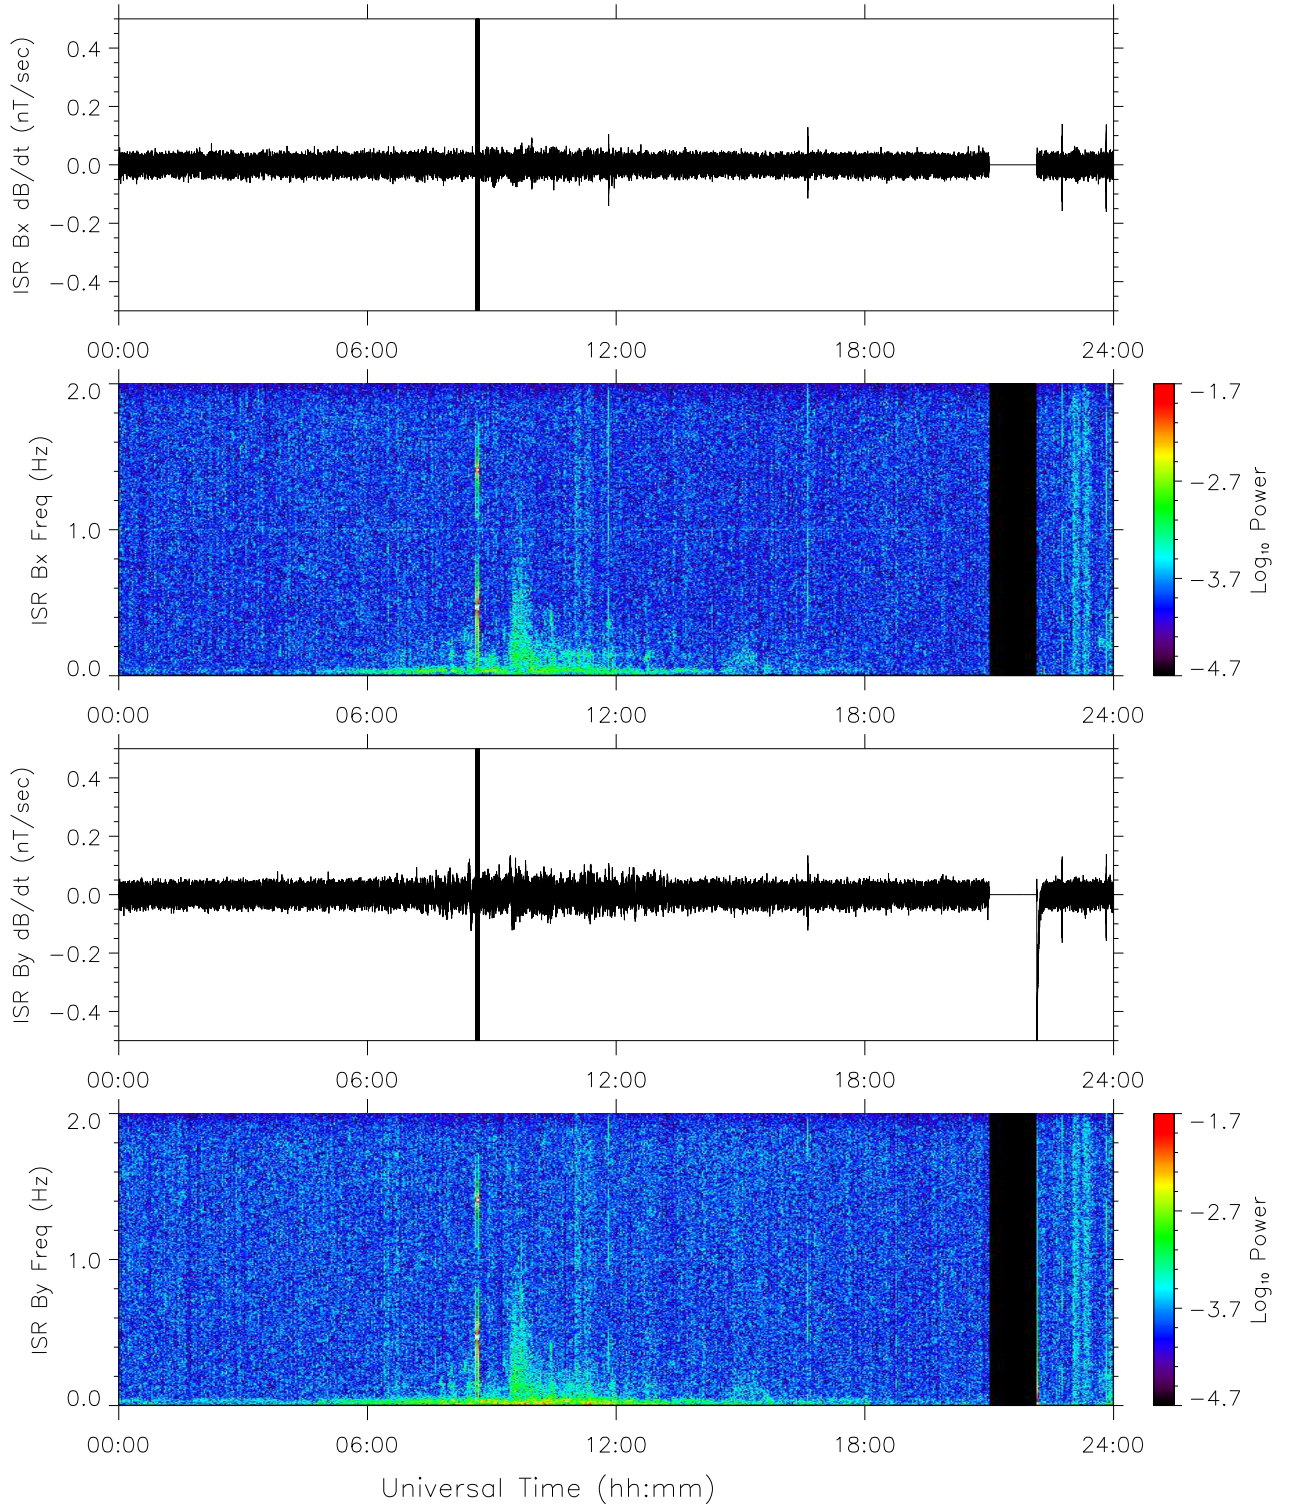 ISR Bx dB/dt (nT/sec)
0.4
0.2
0.0
−0.2
−0.4
00:00 06:00 12:00 18:00 24:00
ISR Bx Freq (Hz)
2.0
1.0
0.0
−1.7
−2.7
−3.7
−4.7
Log₁₀ Power
00:00 06:00 12:00 18:00 24:00
ISR By dB/dt (nT/sec)
0.4
0.2
0.0
−0.2
−0.4
00:00 06:00 12:00 18:00 24:00
ISR By Freq (Hz)
2.0
1.0
0.0
−1.7
−2.7
−3.7
−4.7
Log₁₀ Power
00:00 06:00 12:00 18:00 24:00
Universal Time (hh:mm)